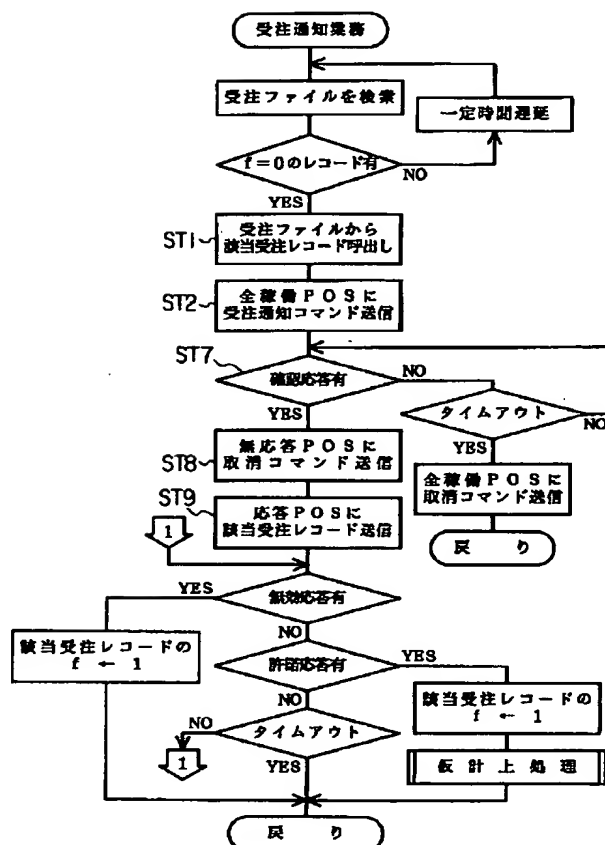 受注通知業務
受注ファイルを検索
一定時間遅延
f=0のレコード有
NO
YES
ST1
受注ファイルから
該当受注レコード呼出し
ST2
全稼働POSに
受注通知コマンド送信
ST7
確認応答有
NO
YES
タイムアウト
NO
YES
ST8
無応答POSに
取消コマンド送信
全稼働POSに
取消コマンド送信
ST9
応答POSに
該当受注レコード送信
戻り
1
YES
無効応答有
NO
該当受注レコードの
f ← 1
許諾応答有
YES
NO
該当受注レコードの
f ← 1
NO
タイムアウト
1
YES
仮計上処理
戻り